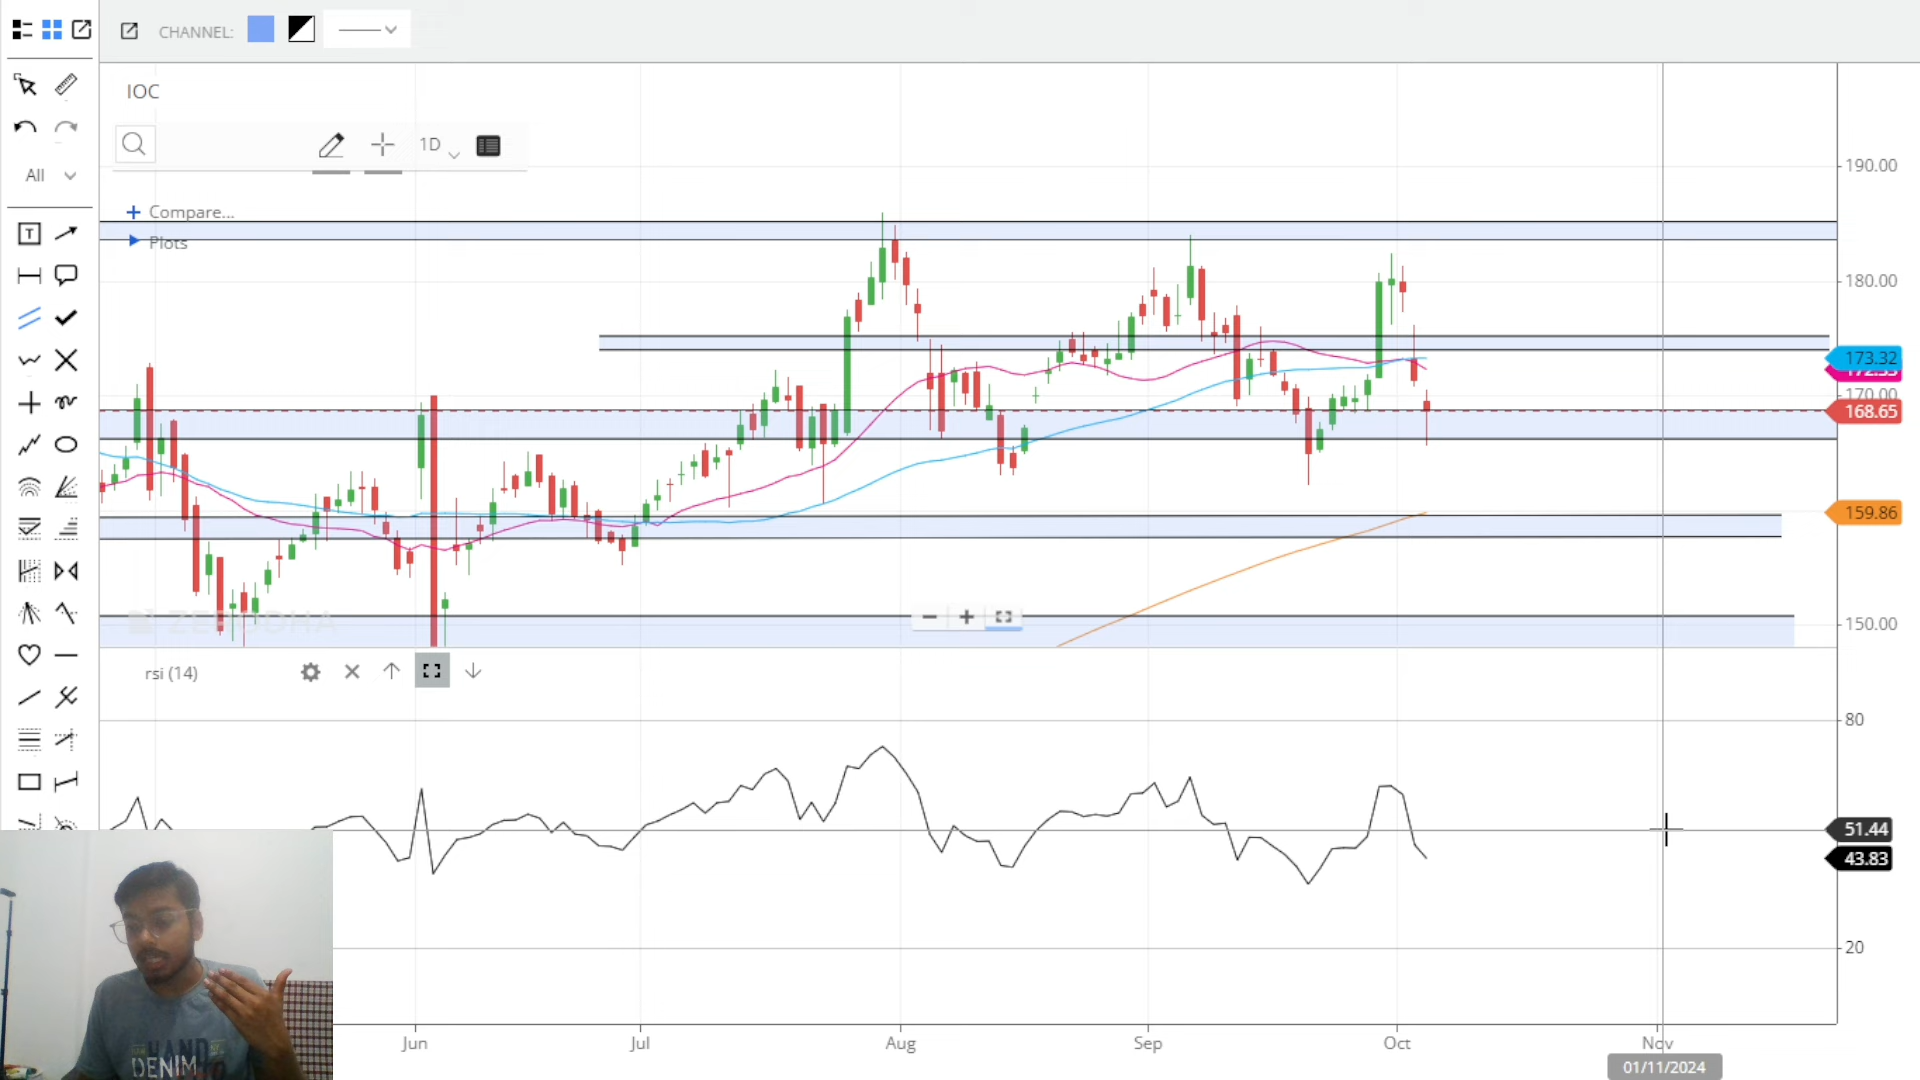 CHANNEL:
IOC
1D
All
Compare...
Plots
T
190.00
180.00
173.32
170.00
168.65
159.86
150.00
ZERODHA
rsi (14)
80
51.44
43.83
20
Jun
Jul
Aug
Sep
Oct
Nov
01/11/2024
HAND
DENIM